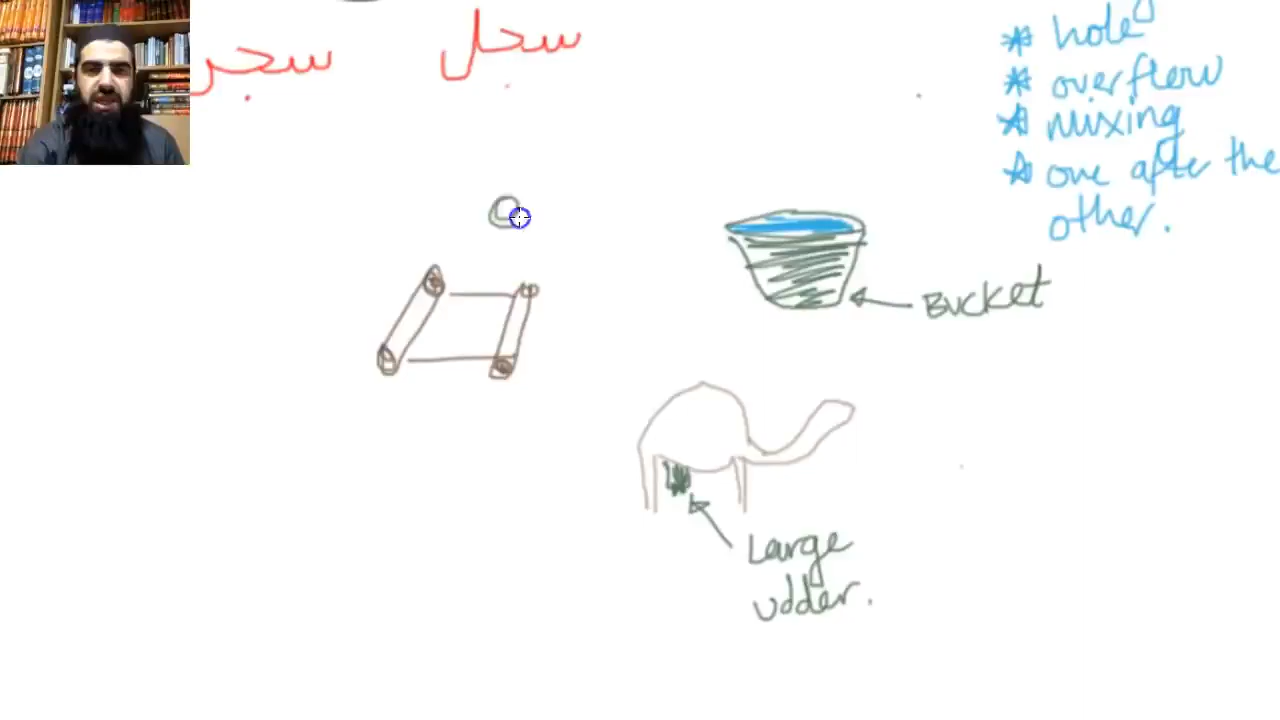 سجر سجل
* hole
* overflow
* mixing
* one after the
other.
Bucket
Large
udder.